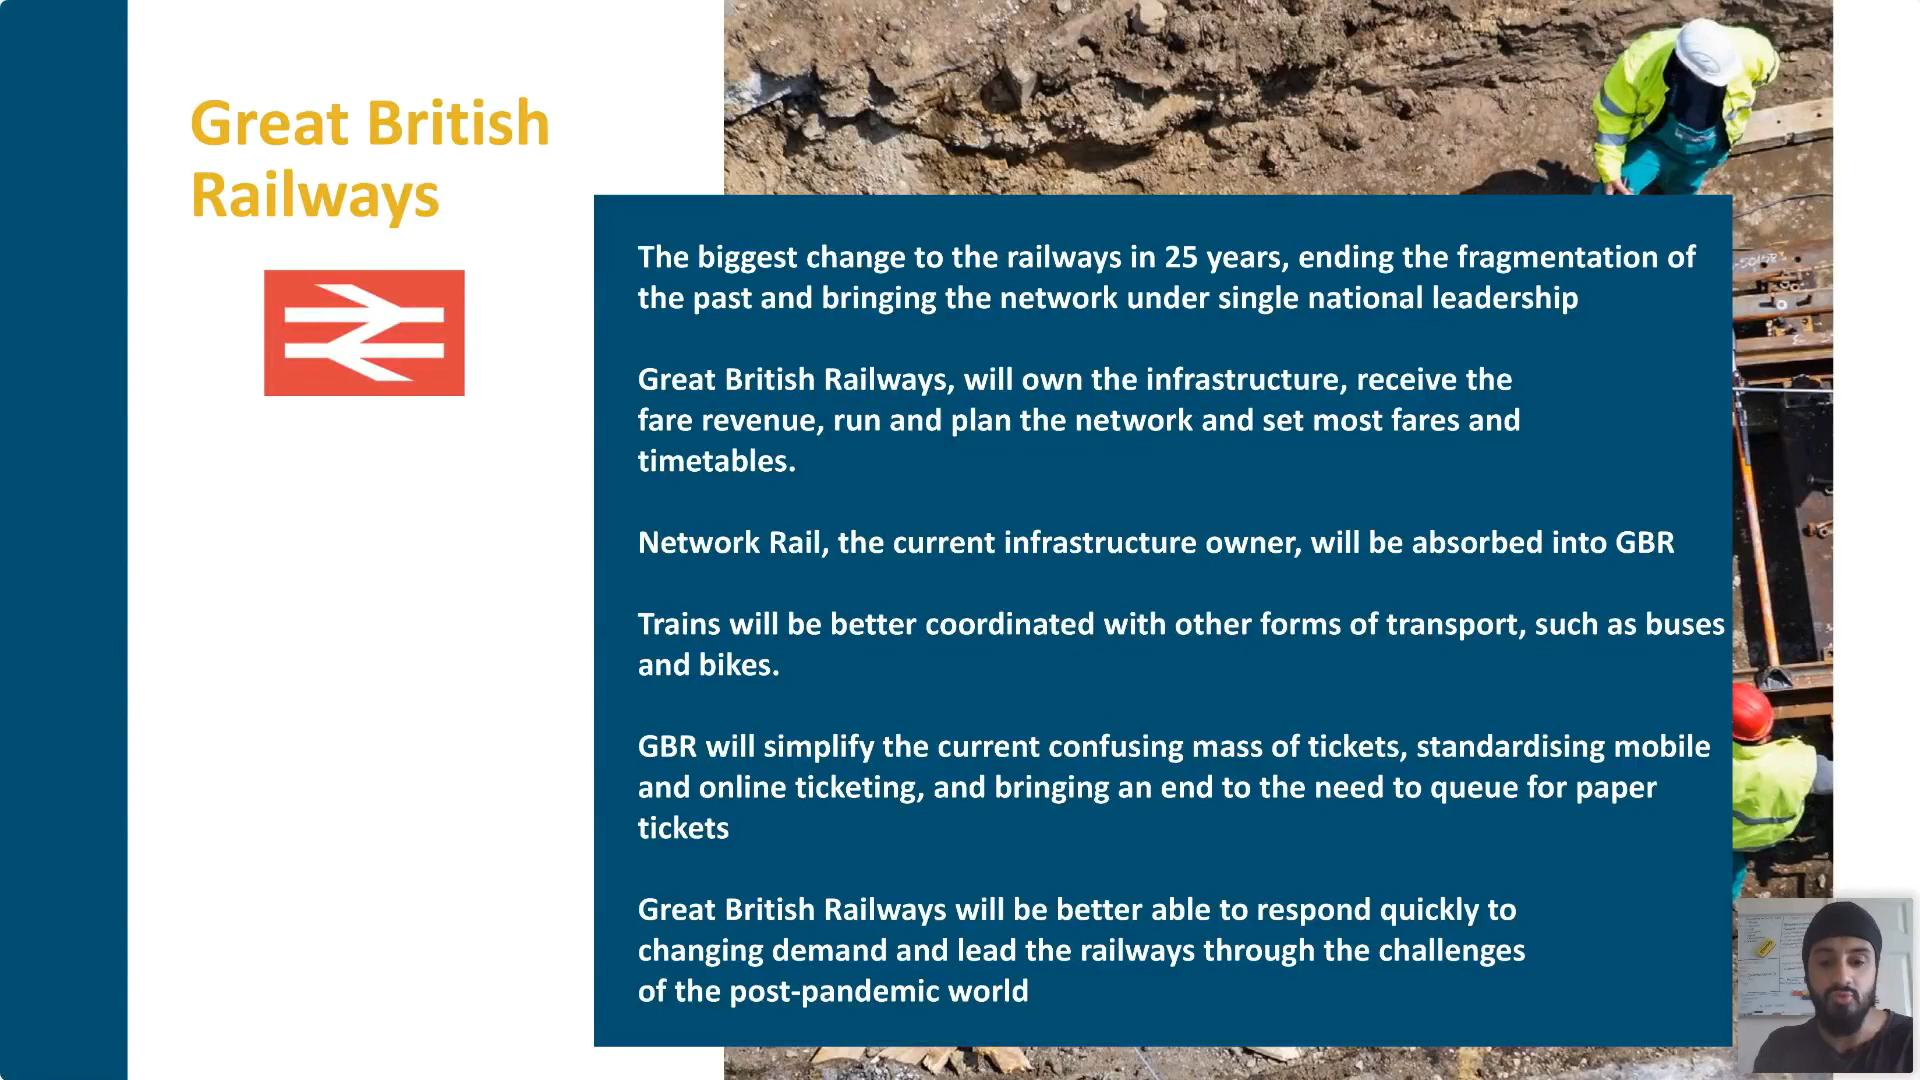 Great British
Railways
The biggest change to the railways in 25 years, ending the fragmentation of
the past and bringing the network under single national leadership
Great British Railways, will own the infrastructure, receive the
fare revenue, run and plan the network and set most fares and
timetables.
Network Rail, the current infrastructure owner, will be absorbed into GBR
Trains will be better coordinated with other forms of transport, such as buses
and bikes.
GBR will simplify the current confusing mass of tickets, standardising mobile
and online ticketing, and bringing an end to the need to queue for paper
tickets
Great British Railways will be better able to respond quickly to
changing demand and lead the railways through the challenges
of the post-pandemic world